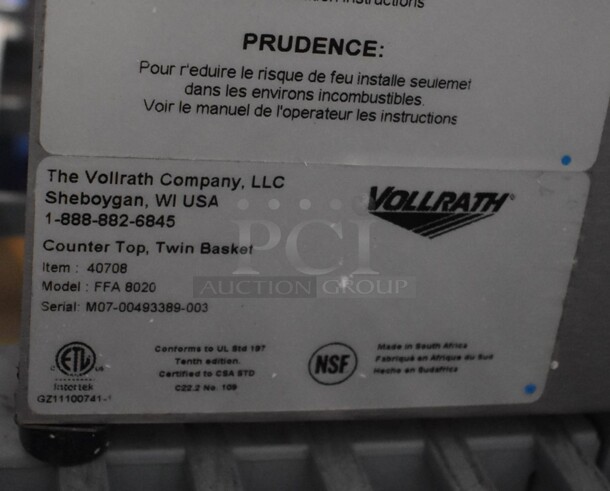 instructions
PRUDENCE:
Pour r'eduire le risque de feu installe seulemet
dans les environs incombustibles.
Voir le manuel de l'operateur les instructions
The Vollrath Company, LLC
Sheboygan, WI USA
1-888-882-6845
VOLLRATH
PCI
AUCTION GROUP
Counter Top, Twin Basket
Item : 40708
Model : FFA 8020
Serial: M07-00493389-003
ETL
C US
Intertek
GZ11100741-1
Conforms to UL Std 197
Tenth edition.
Certified to CSA STD
C22.2 No. 109
NSF
Made in South Africa
Fabriqué en Afrique du Sud
Hecho en Sudáfrica